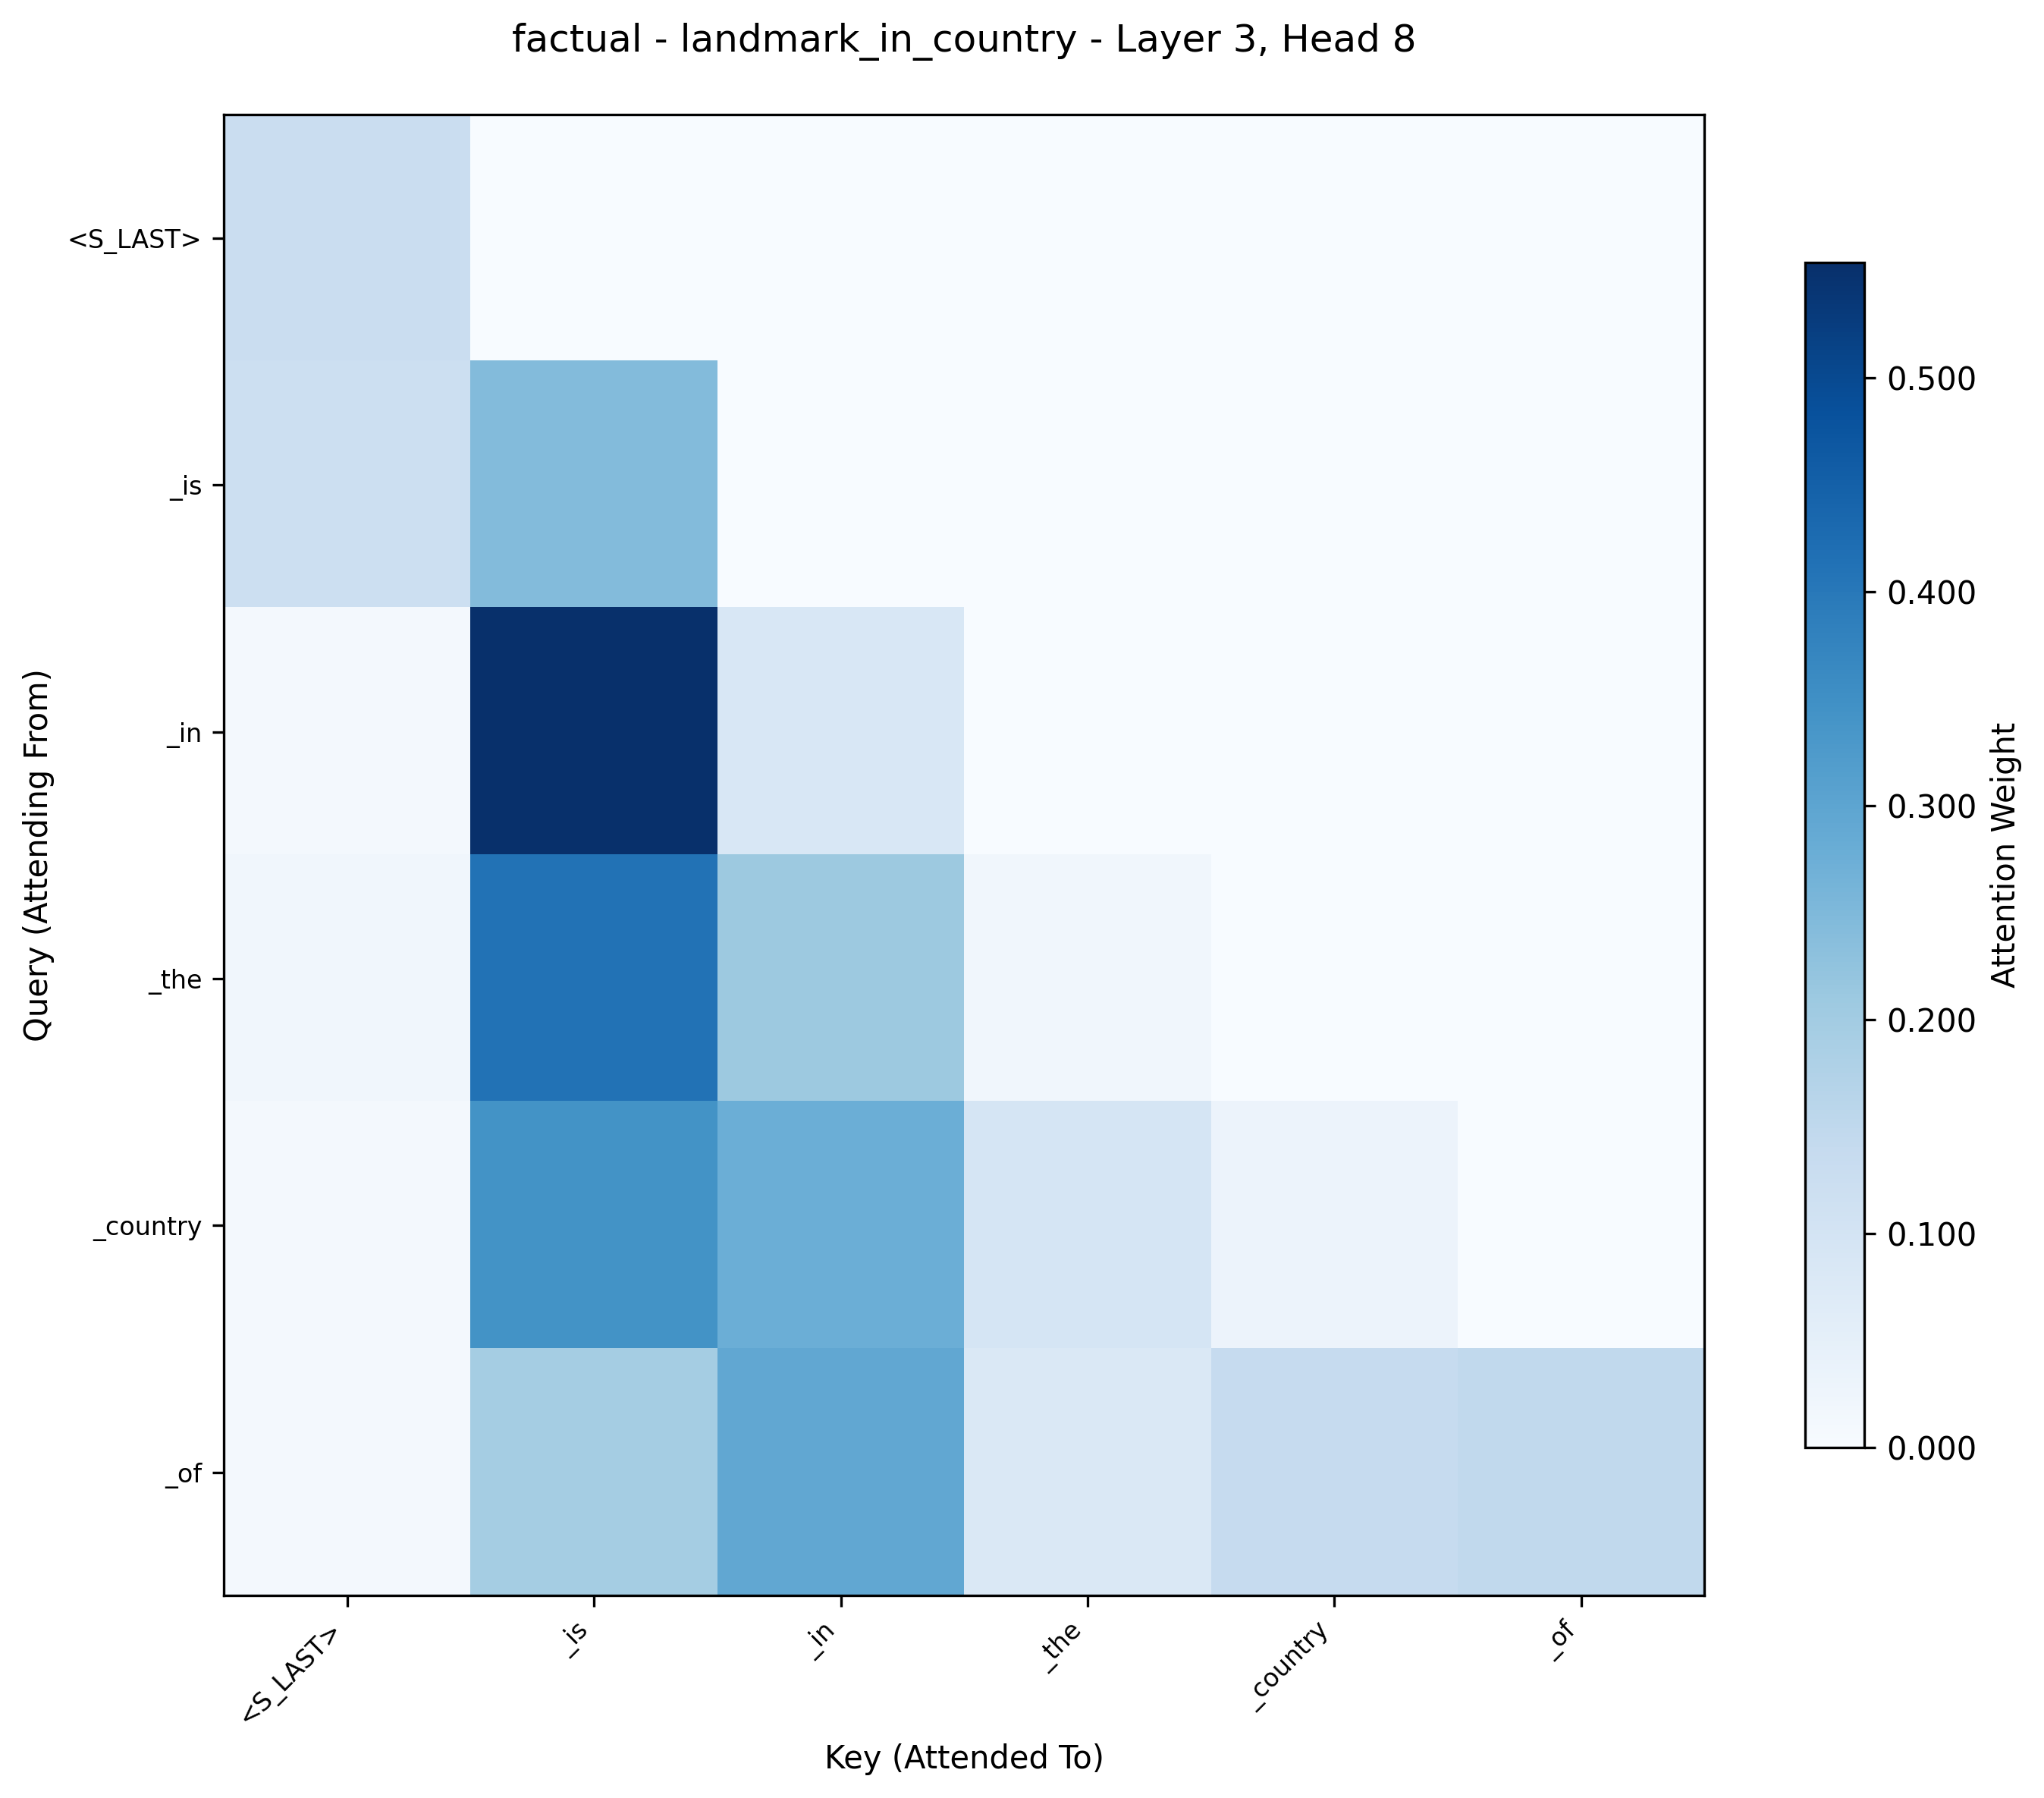 factual - landmark_in_country - Layer 3, Head 8
Query (Attending From)
<S_LAST>
_is
_in
_the
_country
_of
<S_LAST>
_is
_in
_the
_country
_of
Key (Attended To)
0.500
0.400
0.300
0.200
0.100
0.000
Attention Weight